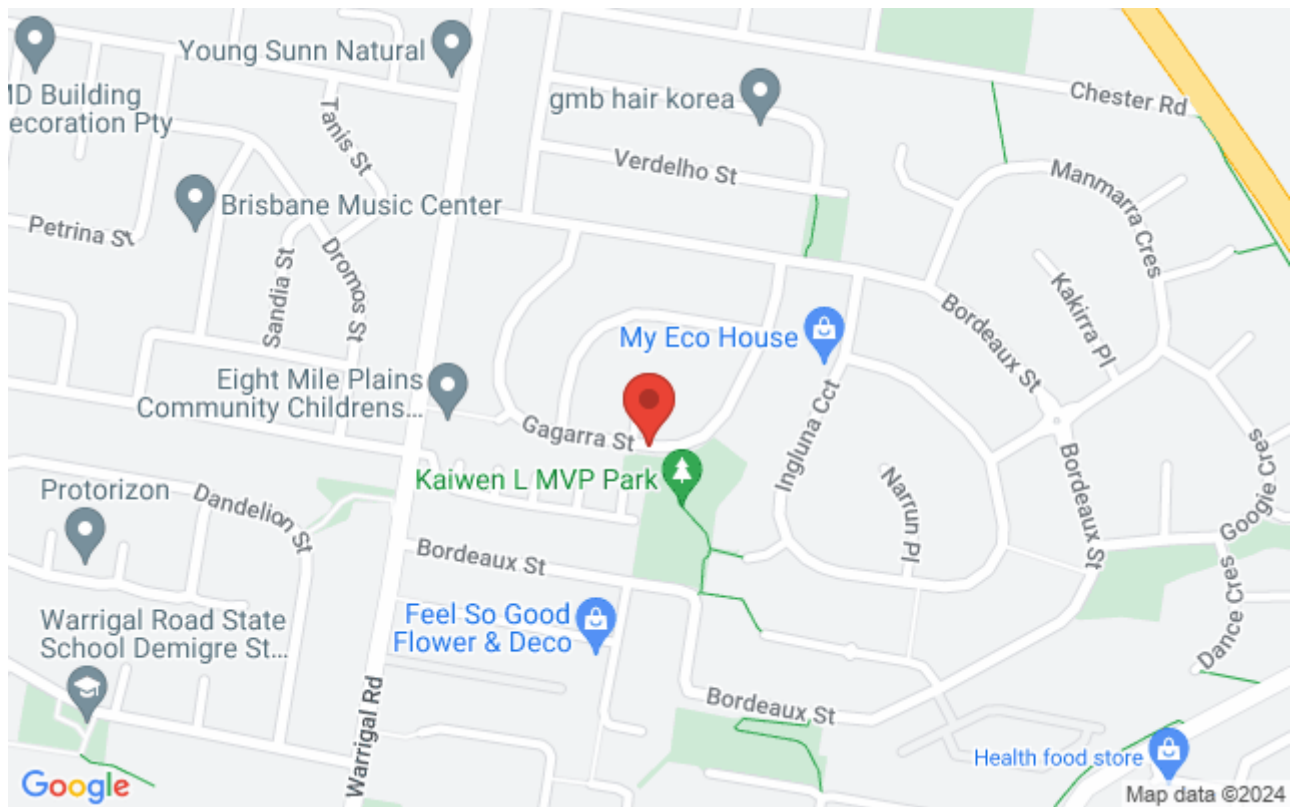 Young Sunn Natural
MD Building
ecoration Pty
Tanis St
gmb hair korea
Chester Rd
Verdelho St
Manmarra Cres
Brisbane Music Center
Petrina St
Sandia St
Dromos St
Kakirra Pl
My Eco House
Bordeaux St
Eight Mile Plains
Community Childrens...
Gagarra St
Ingluna Cct
Kaiwen L MVP Park
Narrun Pl
Bordeaux St
Googie Cres
Protorizon
Dandelion St
Bordeaux St
Feel So Good
Flower & Deco
Warrigal Road State
School Demigre St...
Dance Cres
Warrigal Rd
Bordeaux St
Health food store
Google
Map data ©2024